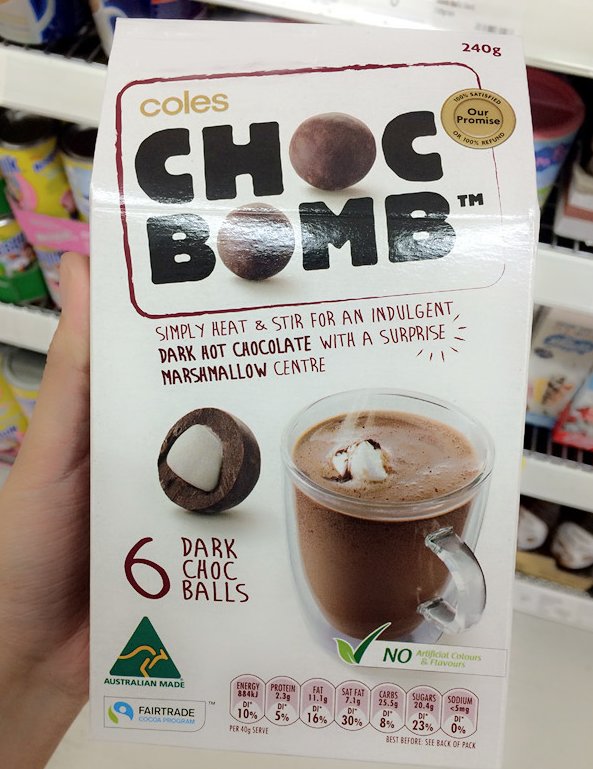 240g
coles
100% SATISFIED
Our
Promise
OR 100% REFUND
CHOC
BOMB™
SIMPLY HEAT & STIR FOR AN INDULGENT
DARK HOT CHOCOLATE WITH A SURPRISE
MARSHMALLOW CENTRE
6 DARK
CHOC
BALLS
NO Artificial Colours
& Flavours
AUSTRALIAN MADE
FAIRTRADE™
COCOA PROGRAM
ENERGY PROTEIN FAT SAT FAT CARBS SUGARS SODIUM
884kJ 2.3g 11.1g 7.1g 25.5g 20.4g <5mg
DI* DI* DI* DI* DI* DI* DI*
10% 5% 16% 30% 8% 23% 0%
PER 40g SERVE
BEST BEFORE: SEE BACK OF PACK